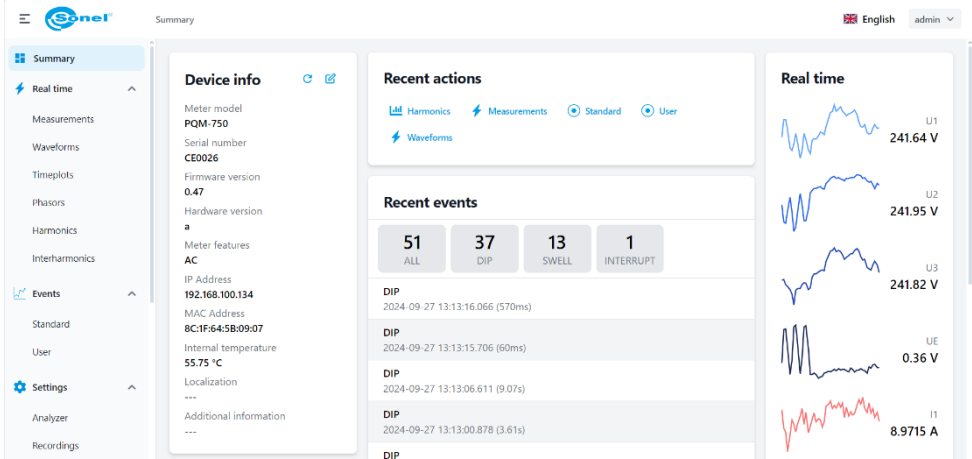 Sonel
Summary
English
admin
Summary
Real time
Measurements
Waveforms
Timeplots
Phasors
Harmonics
Interharmonics
Events
Standard
User
Settings
Analyzer
Recordings
Device info
Meter model
PQM-750
Serial number
CE0026
Firmware version
0.47
Hardware version
a
Meter features
AC
IP Address
192.168.100.134
MAC Address
8C:1F:64:5B:09:07
Internal temperature
55.75 °C
Localization
---
Additional information
---
Recent actions
Harmonics Measurements Standard User
Waveforms
Recent events
51 37 13 1
ALL DIP SWELL INTERRUPT
DIP
2024-09-27 13:13:16.066 (570ms)
DIP
2024-09-27 13:13:15.706 (60ms)
DIP
2024-09-27 13:13:06.611 (9.07s)
DIP
2024-09-27 13:13:00.878 (3.61s)
DIP
Real time
U1
241.64 V
U2
241.95 V
U3
241.82 V
UE
0.36 V
I1
8.9715 A